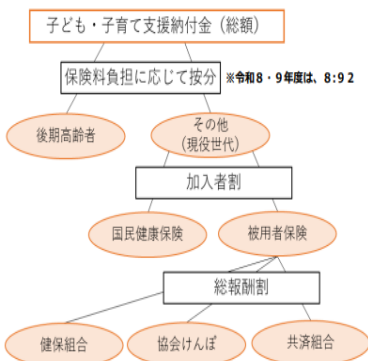 子ども・子育て支援納付金（総額）
保険料負担に応じて按分 ※令和8・9年度は、8:92
後期高齢者
その他
（現役世代）
加入者割
国民健康保険
被用者保険
総報酬割
健保組合
協会けんぽ
共済組合